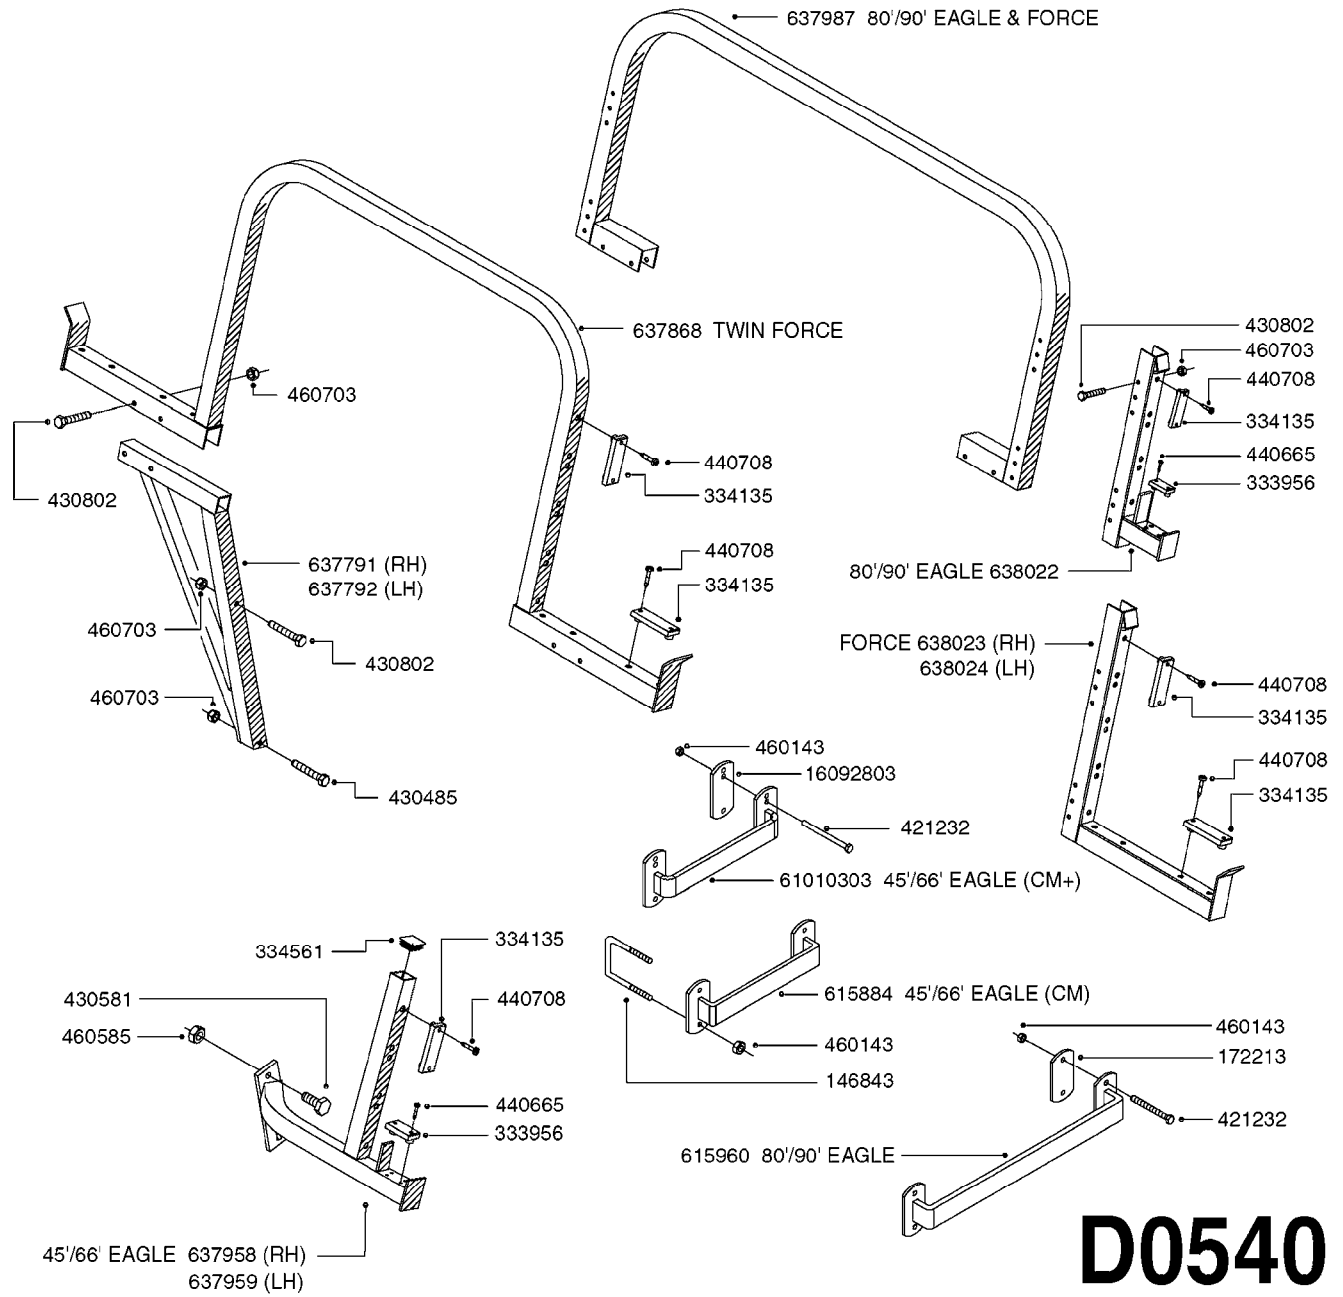 637987 80'/90' EAGLE & FORCE
637868 TWIN FORCE
460703
430802
440708
334135
440708
334135
637791 (RH)
637792 (LH)
460703
430802
460703
430485
430802
460703
440708
334135
440665
333956
80'/90' EAGLE 638022
FORCE 638023 (RH)
638024 (LH)
440708
334135
440708
334135
460143
16092803
421232
61010303 45'/66' EAGLE (CM+)
334561
334135
430581
440708
460585
440665
333956
45'/66' EAGLE 637958 (RH)
637959 (LH)
615884 45'/66' EAGLE (CM)
460143
146843
460143
172213
421232
615960 80'/90' EAGLE
D0540